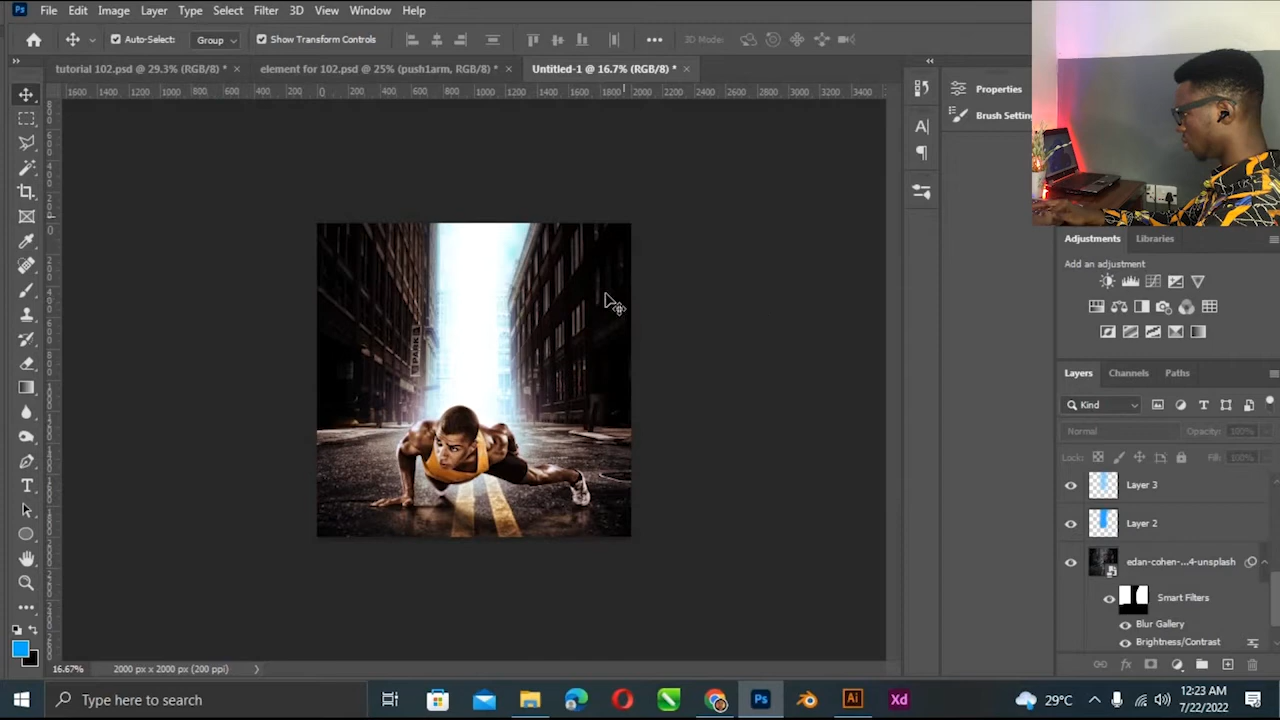 Ps File Edit Image Layer Type Select Filter 3D View Window Help
Auto-Select: Group Show Transform Controls 3D Mode:
tutorial 102.psd @ 29.3% (RGB/8) * × element for 102.psd @ 25% (push1arm, RGB/8) * × Untitled-1 @ 16.7% (RGB/8) * ×
1600 1400 1200 1000 800 600 400 200 0 200 400 600 800 1000 1200 1400 1600 1800 2000 2200 2400 2600 2800 3000 3200 3400
Properties
Brush Settin
PARK
Adjustments Libraries
Add an adjustment
Layers Channels Paths
Kind
Normal Opacity: 100%
Lock: Fill: 100%
Layer 3
Layer 2
edan-cohen-...4-unsplash
Smart Filters
Blur Gallery
Brightness/Contrast
16.67% 2000 px x 2000 px (200 ppi)
Type here to search
Ps Ai Xd
29°C
12:23 AM
7/22/2022